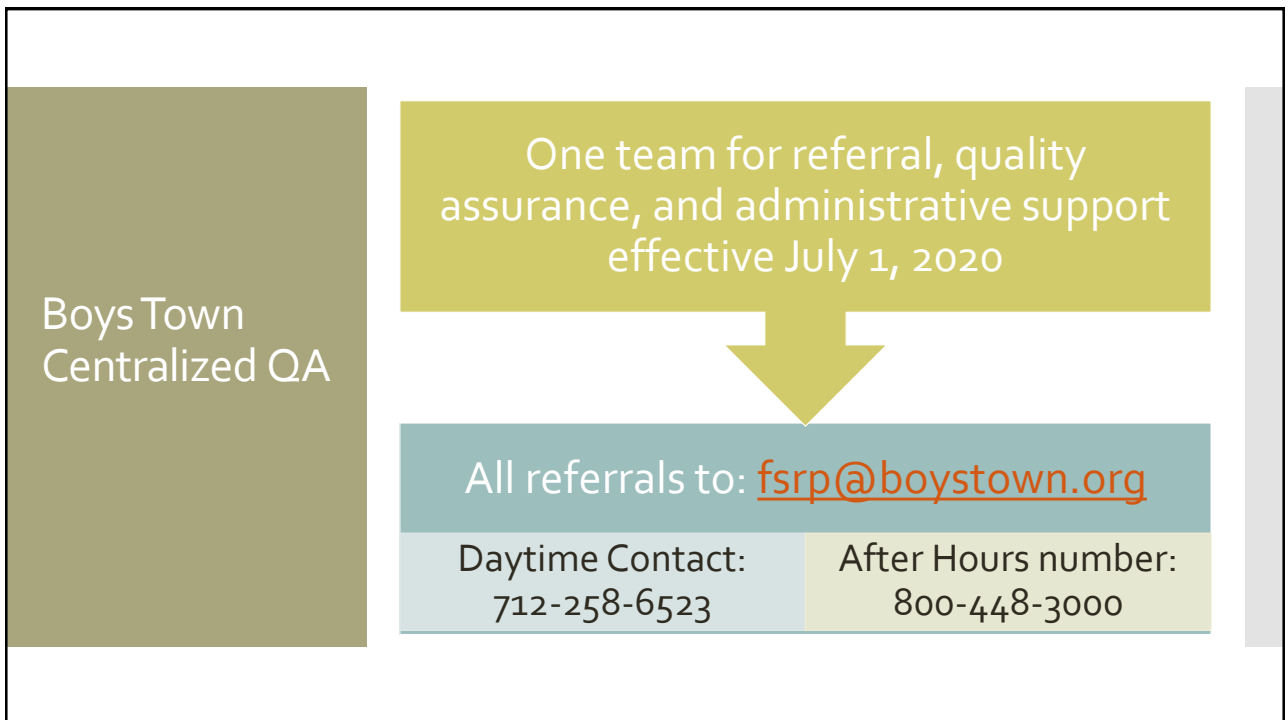 Boys Town
Centralized QA
One team for referral, quality
assurance, and administrative support
effective July 1, 2020
All referrals to: fsrp@boystown.org
Daytime Contact:
712-258-6523
After Hours number:
800-448-3000